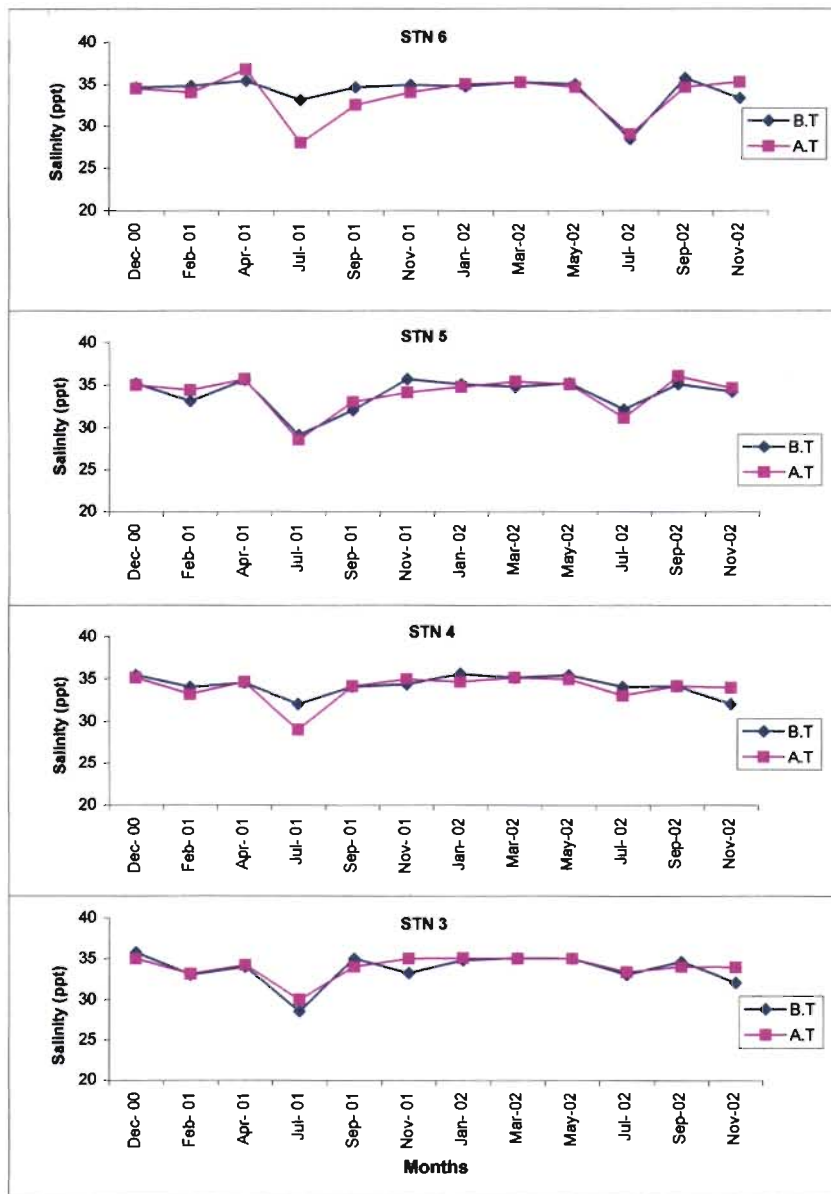 STN 6
Salinity (ppt)
40
35
30
25
20
Dec- 00
Feb- 01
Apr- 01
Jul- 01
Sep- 01
Nov- 01
Jan- 02
Mar-02
May-02
Jul- 02
Sep-02
Nov-02
B.T
A.T
STN 5
Salinity (ppt)
40
35
30
25
20
Dec- 00
Feb- 01
Apr- 01
Jul- 01
Sep- 01
Nov- 01
Jan- 02
Mar-02
May-02
Jul- 02
Sep-02
Nov-02
B.T
A.T
STN 4
Salinity (ppt)
40
35
30
25
20
Dec- 00
Feb- 01
Apr- 01
Jul- 01
Sep- 01
Nov- 01
Jan- 02
Mar-02
May-02
Jul- 02
Sep-02
Nov-02
B.T
A.T
STN 3
Salinity (ppt)
40
35
30
25
20
Dec- 00
Feb- 01
Apr- 01
Jul- 01
Sep- 01
Nov- 01
Jan- 02
Mar-02
May-02
Jul- 02
Sep-02
Nov-02
B.T
A.T
Months